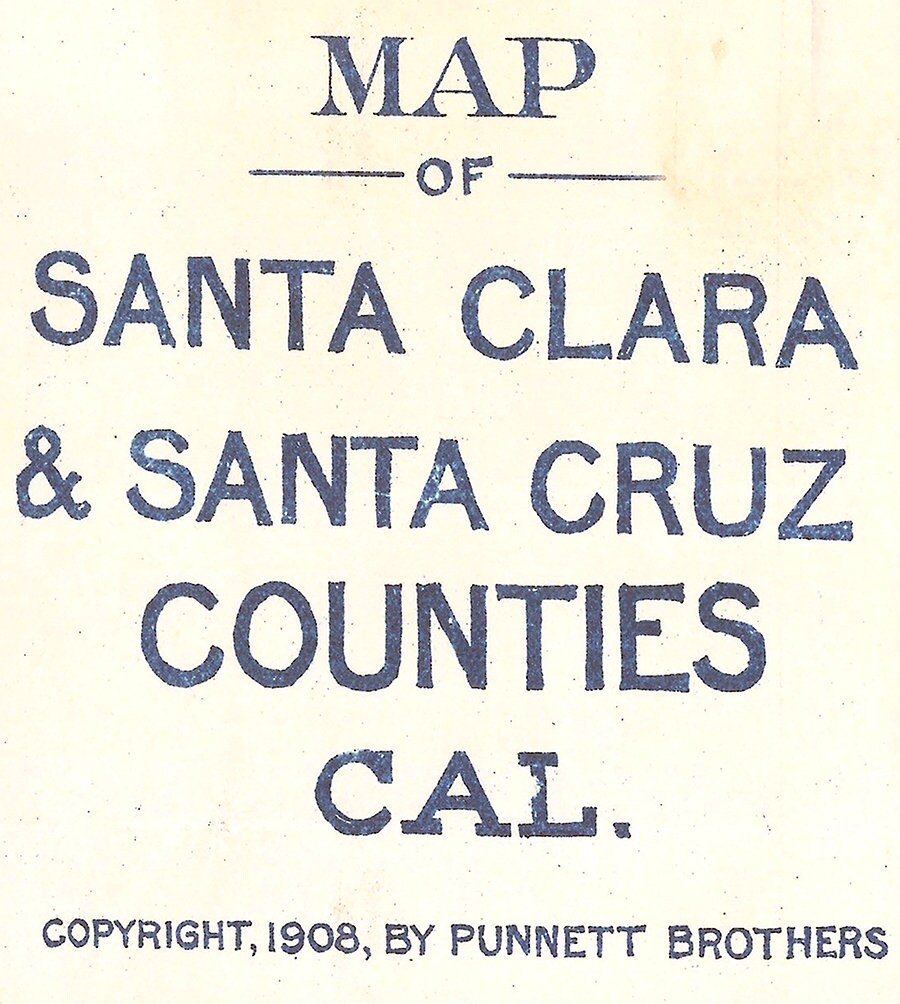 MAP
OF
SANTA CLARA
& SANTA CRUZ
COUNTIES
CAL.
COPYRIGHT, 1908, BY PUNNETT BROTHERS